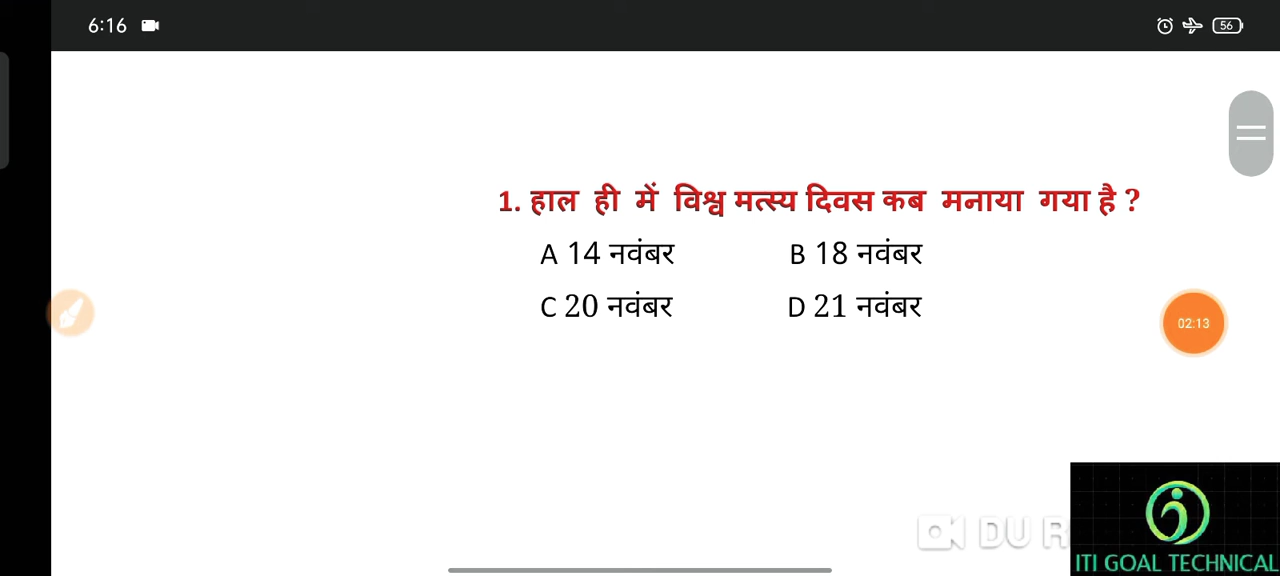 6:16
56
1. हाल ही में विश्व मत्स्य दिवस कब मनाया गया है ?
A 14 नवंबर B 18 नवंबर
C 20 नवंबर D 21 नवंबर
02:13
DU R
ITI GOAL TECHNICAL